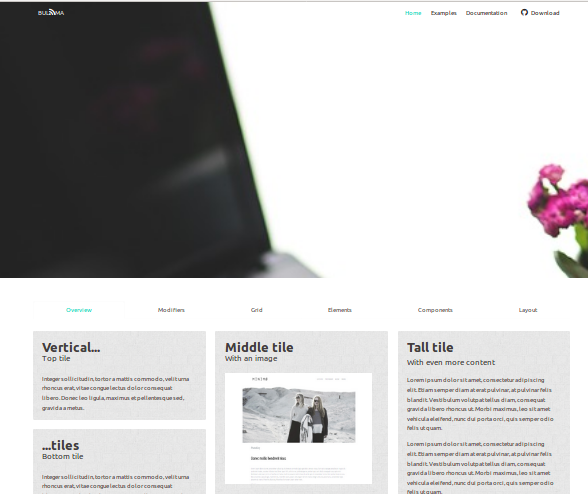 BULMA
Home Examples Documentation Download
Overview Modifiers Grid Elements Components Layout
Vertical...
Top tile
Integer sollicitudin, tortor a mattis commodo, velit urna
rhoncus erat, vitae congue lectus dolor consequat
libero. Donec leo ligula, maximus et pellentesque sed,
gravida a metus.
...tiles
Bottom tile
Integer sollicitudin, tortor a mattis commodo, velit urna
rhoncus erat, vitae congue lectus dolor consequat
Middle tile
With an image
Tall tile
With even more content
Lorem ipsum dolor sit amet, consectetur adipiscing
elit. Etiam semper diam at erat pulvinar, at pulvinar felis
blandit. Vestibulum volutpat tellus diam, consequat
gravida libero rhoncus ut. Morbi maximus, leo sit amet
vehicula eleifend, nunc dui porta orci, quis semper odio
felis ut quam.
Lorem ipsum dolor sit amet, consectetur adipiscing
elit. Etiam semper diam at erat pulvinar, at pulvinar felis
blandit. Vestibulum volutpat tellus diam, consequat
gravida libero rhoncus ut. Morbi maximus, leo sit amet
vehicula eleifend, nunc dui porta orci, quis semper odio
felis ut quam.